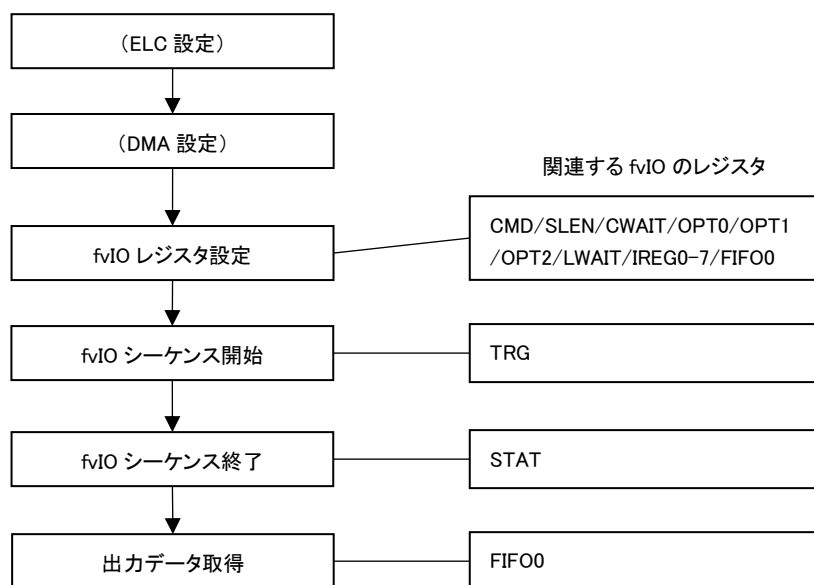 （ELC 設定）
（DMA 設定）
関連する fvIO のレジスタ
fvIO レジスタ設定
CMD/SLEN/CWAIT/OPT0/OPT1
/OPT2/LWAIT/IREG0-7/FIFO0
fvIO シーケンス開始
TRG
fvIO シーケンス終了
STAT
出力データ取得
FIFO0